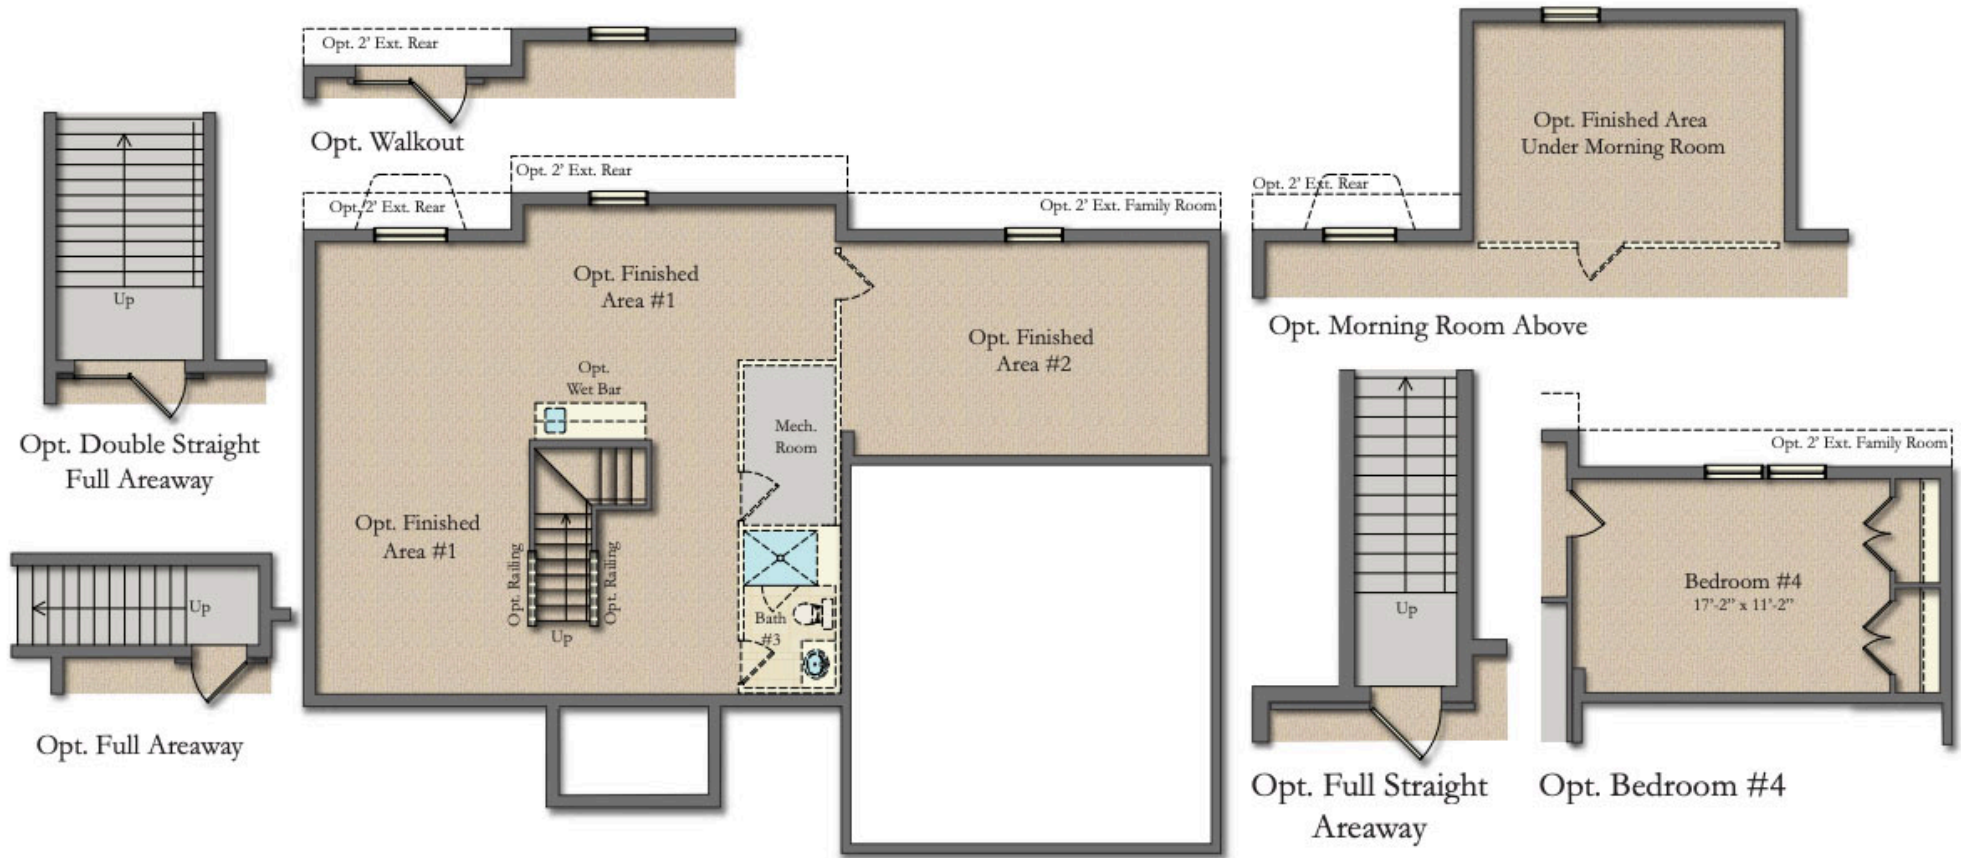 Opt. 2' Ext. Rear
Opt. Walkout
Up
Opt. Double Straight
Full Areaway
Up
Opt. Full Areaway
Opt. 2' Ext. Rear
Opt. 2' Ext. Rear
Opt. 2' Ext. Family Room
Opt. Finished
Area #1
Opt. Finished
Area #2
Opt.
Wet Bar
Mech.
Room
Opt. Finished
Area #1
Opt. Railing
Opt. Railing
Up
Bath
#3
Opt. Finished Area
Under Morning Room
Opt. 2' Ext. Rear
Opt. Morning Room Above
Up
Opt. Full Straight
Areaway
Opt. 2' Ext. Family Room
Bedroom #4
17'-2” x 11'-2”
Opt. Bedroom #4